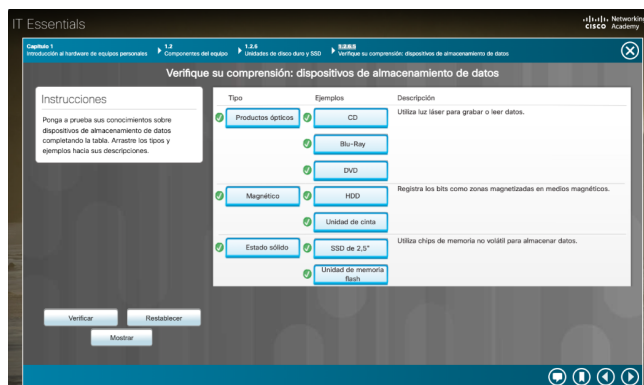 IT Essentials
Networking
CISCO Academy
Capítulo 1
Introducción al hardware de equipos personales
1.2
Componentes del equipo
1.2.6
Unidades de disco duro y SSD
1.2.6.5
Verifique su comprensión: dispositivos de almacenamiento de datos
Verifique su comprensión: dispositivos de almacenamiento de datos
Instrucciones
Ponga a prueba sus conocimientos sobre
dispositivos de almacenamiento de datos
completando la tabla. Arrastre los tipos y
ejemplos hacia sus descripciones.
Tipo Ejemplos Descripción
Productos ópticos CD Utiliza luz láser para grabar o leer datos.
Blu-Ray
DVD
Magnético HDD Registra los bits como zonas magnetizadas en medios magnéticos.
Unidad de cinta
Estado sólido SSD de 2,5" Utiliza chips de memoria no volátil para almacenar datos.
Unidad de memoria
flash
Verificar Restablecer
Mostrar